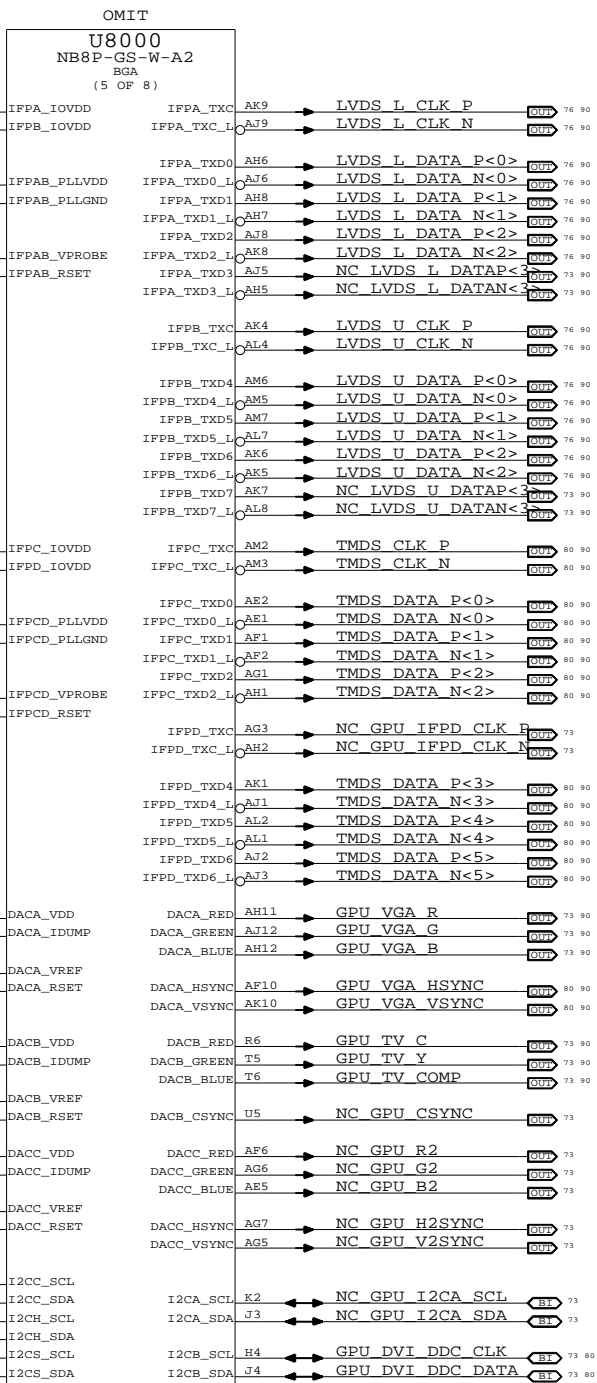 OMIT
U8000
NB8P-GS-W-A2
BGA
(5 OF 8)
IFPA_IOVDD IFPA_TXC AK9 LVDS_L_CLK_P OUT 76 90
IFPB_IOVDD IFPA_TXC_L AJ9 LVDS_L_CLK_N OUT 76 90
IFPA_TXD0 AH6 LVDS_L_DATA_P<0> OUT 76 90
IFPAB_PLLVDD IFPA_TXD0_L AJ6 LVDS_L_DATA_N<0> OUT 76 90
IFPAB_PLLGND IFPA_TXD1 AH8 LVDS_L_DATA_P<1> OUT 76 90
IFPA_TXD1_L AH7 LVDS_L_DATA_N<1> OUT 76 90
IFPA_TXD2 AJ8 LVDS_L_DATA_P<2> OUT 76 90
IFPAB_VPROBE IFPA_TXD2_L AK8 LVDS_L_DATA_N<2> OUT 76 90
IFPAB_RSET IFPA_TXD3 AJ5 NC_LVDS_L_DATAP<3> OUT 73 90
IFPA_TXD3_L AH5 NC_LVDS_L_DATAN<3> OUT 73 90
IFPB_TXC AK4 LVDS_U_CLK_P OUT 76 90
IFPB_TXC_L AL4 LVDS_U_CLK_N OUT 76 90
IFPB_TXD4 AM6 LVDS_U_DATA_P<0> OUT 76 90
IFPB_TXD4_L AM5 LVDS_U_DATA_N<0> OUT 76 90
IFPB_TXD5 AM7 LVDS_U_DATA_P<1> OUT 76 90
IFPB_TXD5_L AL7 LVDS_U_DATA_N<1> OUT 76 90
IFPB_TXD6 AK6 LVDS_U_DATA_P<2> OUT 76 90
IFPB_TXD6_L AK5 LVDS_U_DATA_N<2> OUT 76 90
IFPB_TXD7 AK7 NC_LVDS_U_DATAP<3> OUT 73 90
IFPB_TXD7_L AL8 NC_LVDS_U_DATAN<3> OUT 73 90
IFPC_IOVDD IFPC_TXC AM2 TMDS_CLK_P OUT 80 90
IFPD_IOVDD IFPC_TXC_L AM3 TMDS_CLK_N OUT 80 90
IFPC_TXD0 AE2 TMDS_DATA_P<0> OUT 80 90
IFPCD_PLLVDD IFPC_TXD0_L AE1 TMDS_DATA_N<0> OUT 80 90
IFPCD_PLLGND IFPC_TXD1 AF1 TMDS_DATA_P<1> OUT 80 90
IFPC_TXD1_L AF2 TMDS_DATA_N<1> OUT 80 90
IFPC_TXD2 AG1 TMDS_DATA_P<2> OUT 80 90
IFPCD_VPROBE IFPC_TXD2_L AH1 TMDS_DATA_N<2> OUT 80 90
IFPCD_RSET
IFPD_TXC AG3 NC_GPU_IFPD_CLK_P OUT 73
IFPD_TXC_L AH2 NC_GPU_IFPD_CLK_N OUT 73
IFPD_TXD4 AK1 TMDS_DATA_P<3> OUT 80 90
IFPD_TXD4_L AJ1 TMDS_DATA_N<3> OUT 80 90
IFPD_TXD5 AL2 TMDS_DATA_P<4> OUT 80 90
IFPD_TXD5_L AL1 TMDS_DATA_N<4> OUT 80 90
IFPD_TXD6 AJ2 TMDS_DATA_P<5> OUT 80 90
IFPD_TXD6_L AJ3 TMDS_DATA_N<5> OUT 80 90
DACA_VDD DACA_RED AH11 GPU_VGA_R OUT 73 90
DACA_IDUMP DACA_GREEN AJ12 GPU_VGA_G OUT 73 90
DACA_BLUE AH12 GPU_VGA_B OUT 73 90
DACA_VREF
DACA_RSET DACA_HSYNC AF10 GPU_VGA_HSYNC OUT 80 90
DACA_VSYNC AK10 GPU_VGA_VSYNC OUT 80 90
DACB_VDD DACB_RED R6 GPU_TV_C OUT 73 90
DACB_IDUMP DACB_GREEN T5 GPU_TV_Y OUT 73 90
DACB_BLUE T6 GPU_TV_COMP OUT 73 90
DACB_VREF
DACB_RSET DACB_CSYNC U5 NC_GPU_CSYNC OUT 73
DACC_VDD DACC_RED AF6 NC_GPU_R2 OUT 73
DACC_IDUMP DACC_GREEN AG6 NC_GPU_G2 OUT 73
DACC_BLUE AE5 NC_GPU_B2 OUT 73
DACC_VREF
DACC_RSET DACC_HSYNC AG7 NC_GPU_H2SYNC OUT 73
DACC_VSYNC AG5 NC_GPU_V2SYNC OUT 73
I2CC_SCL
I2CC_SDA I2CA_SCL K2 NC_GPU_I2CA_SCL BI 73
I2CH_SCL I2CA_SDA J3 NC_GPU_I2CA_SDA BI 73
I2CH_SDA
I2CS_SCL I2CB_SCL H4 GPU_DVI_DDC_CLK BI 73 80
I2CS_SDA I2CB_SDA J4 GPU_DVI_DDC_DATA BI 73 80